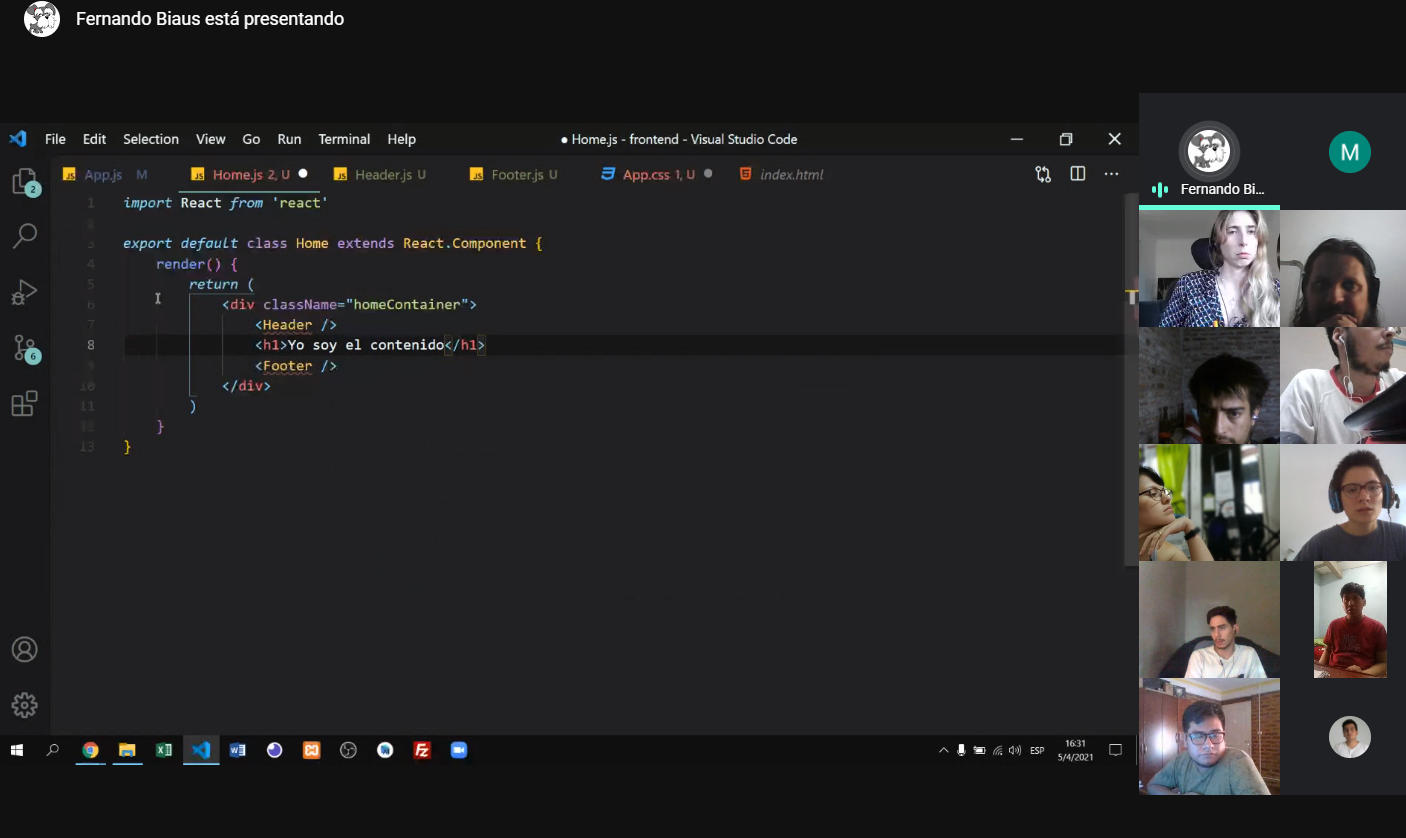 Fernando Biaus está presentando
File Edit Selection View Go Run Terminal Help
● Home.js - frontend - Visual Studio Code
JS App.js M
JS Home.js 2, U ●
JS Header.js U
JS Footer.js U
App.css 1, U ●
index.html
2
6
1 import React from 'react'
2
3 export default class Home extends React.Component {
4 render() {
5 return (
6 <div className="homeContainer">
7 <Header />
8 <h1>Yo soy el contenido</h1>
9 <Footer />
10 </div>
11 )
12 }
13 }
M
Fernando Bi...
ESP
16:31
5/4/2021